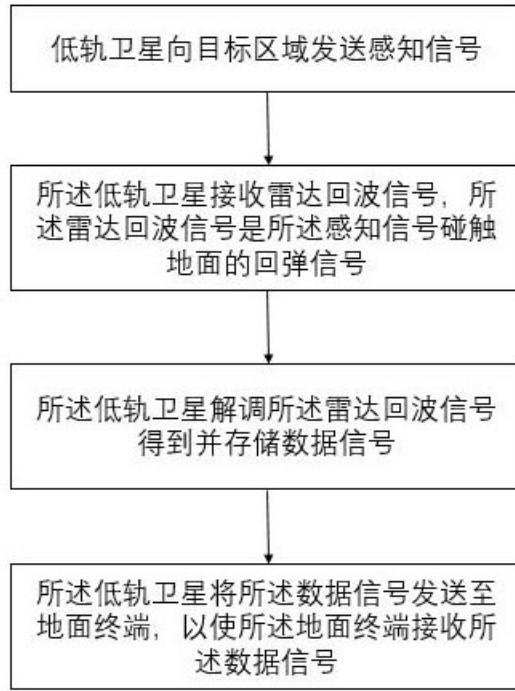 低轨卫星向目标区域发送感知信号
所述低轨卫星接收雷达回波信号，所
述雷达回波信号是所述感知信号碰触
地面的回弹信号
所述低轨卫星解调所述雷达回波信号
得到并存储数据信号
所述低轨卫星将所述数据信号发送至
地面终端，以使所述地面终端接收所
述数据信号